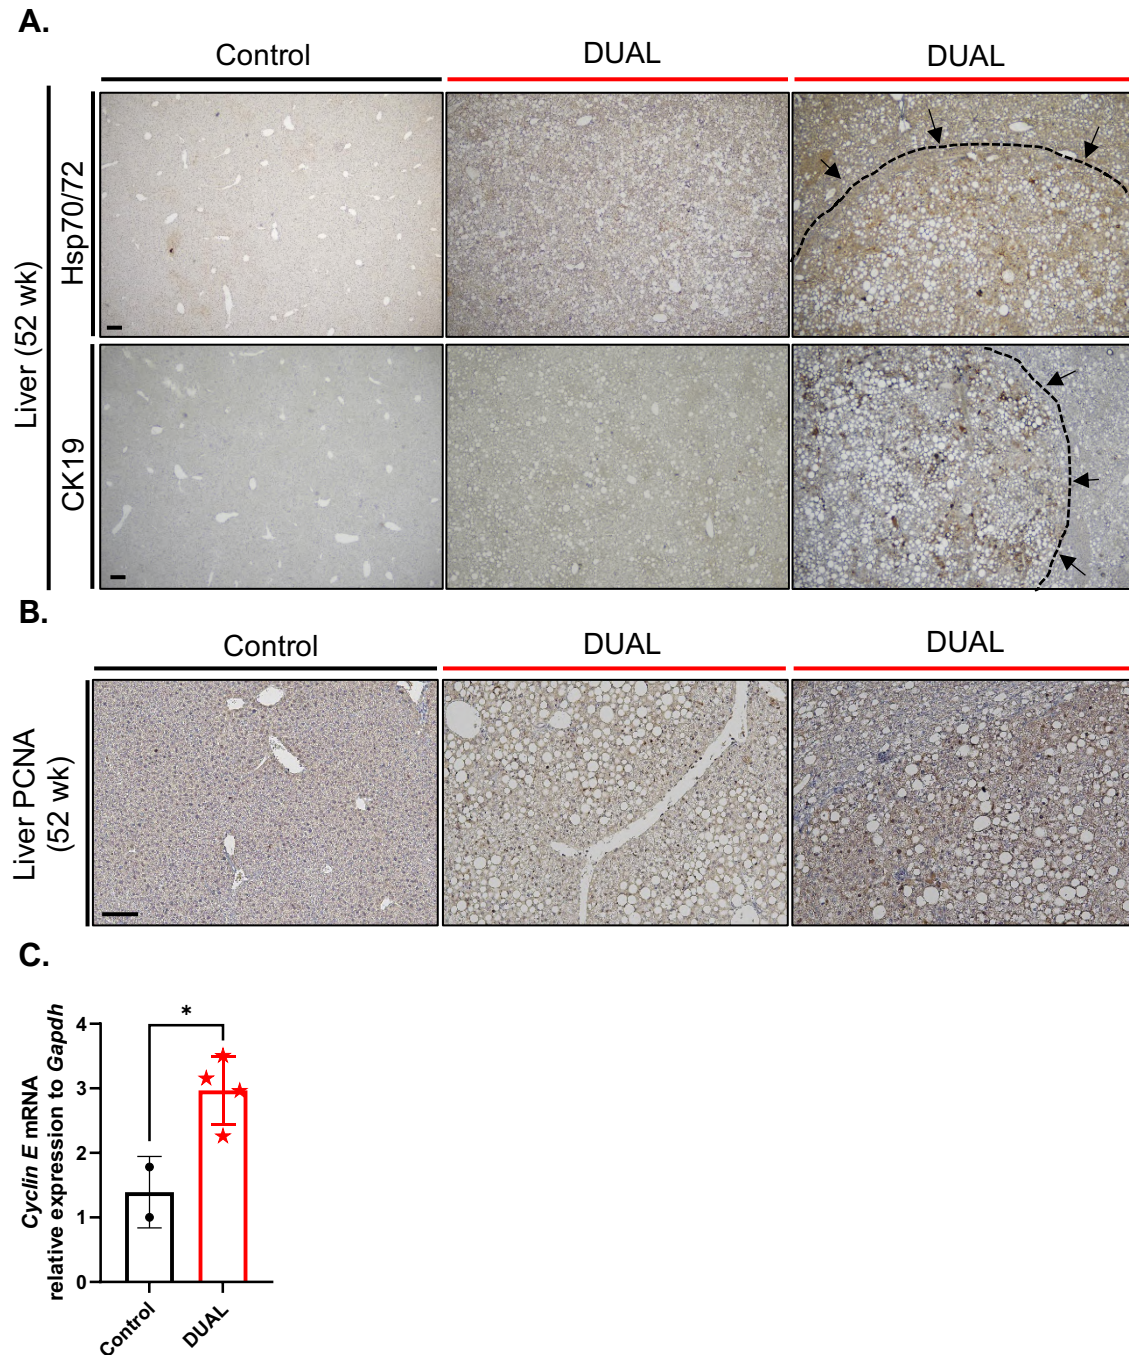 A.
Control
DUAL
DUAL
Liver (52 wk)
Hsp70/72
CK19
B.
Control
DUAL
DUAL
Liver PCNA
(52 wk)
C.
Cyclin E mRNA
relative expression to Gapdh
*
4
3
2
1
0
Control
DUAL